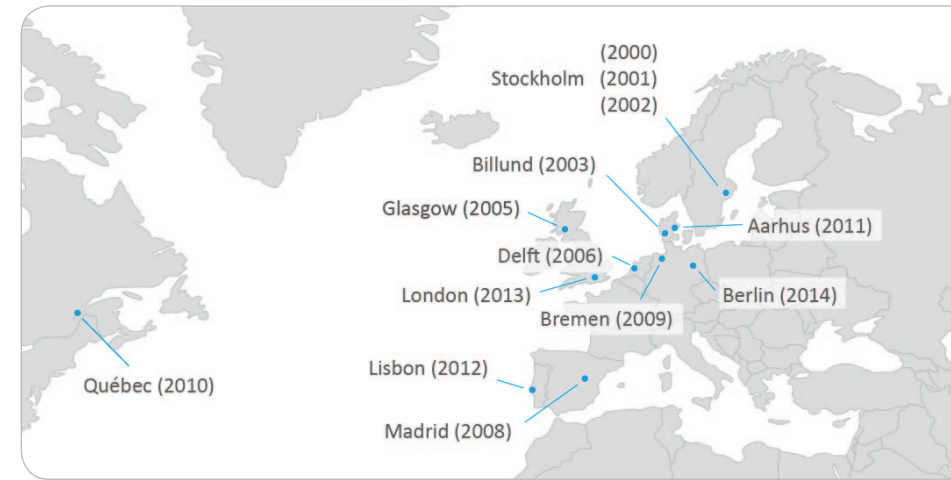 (2000)
Stockholm (2001)
(2002)
Billund (2003)
Glasgow (2005)
Aarhus (2011)
Delft (2006)
London (2013)
Berlin (2014)
Bremen (2009)
Lisbon (2012)
Québec (2010)
Madrid (2008)